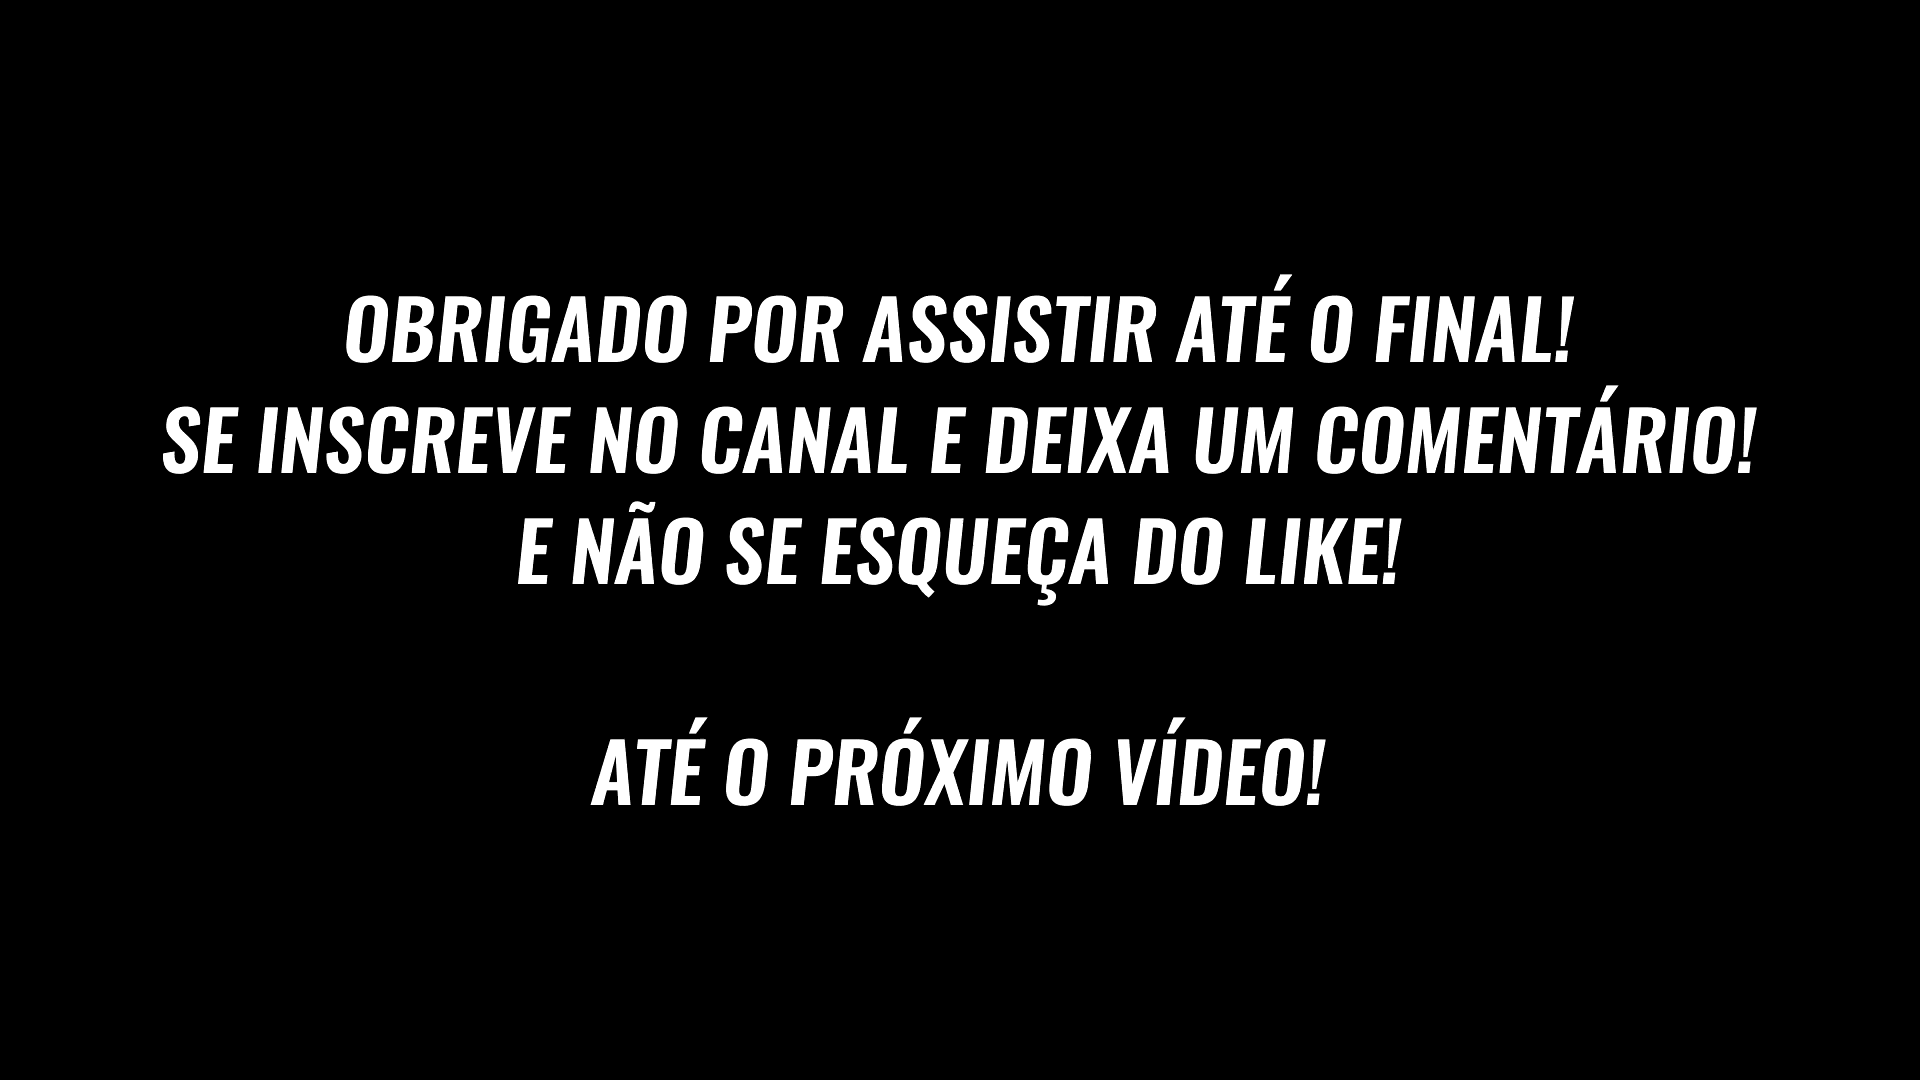 OBRIGADO POR ASSISTIR ATÉ O FINAL!
SE INSCREVE NO CANAL E DEIXA UM COMENTÁRIO!
E NÃO SE ESQUEÇA DO LIKE!
ATÉ O PRÓXIMO VÍDEO!